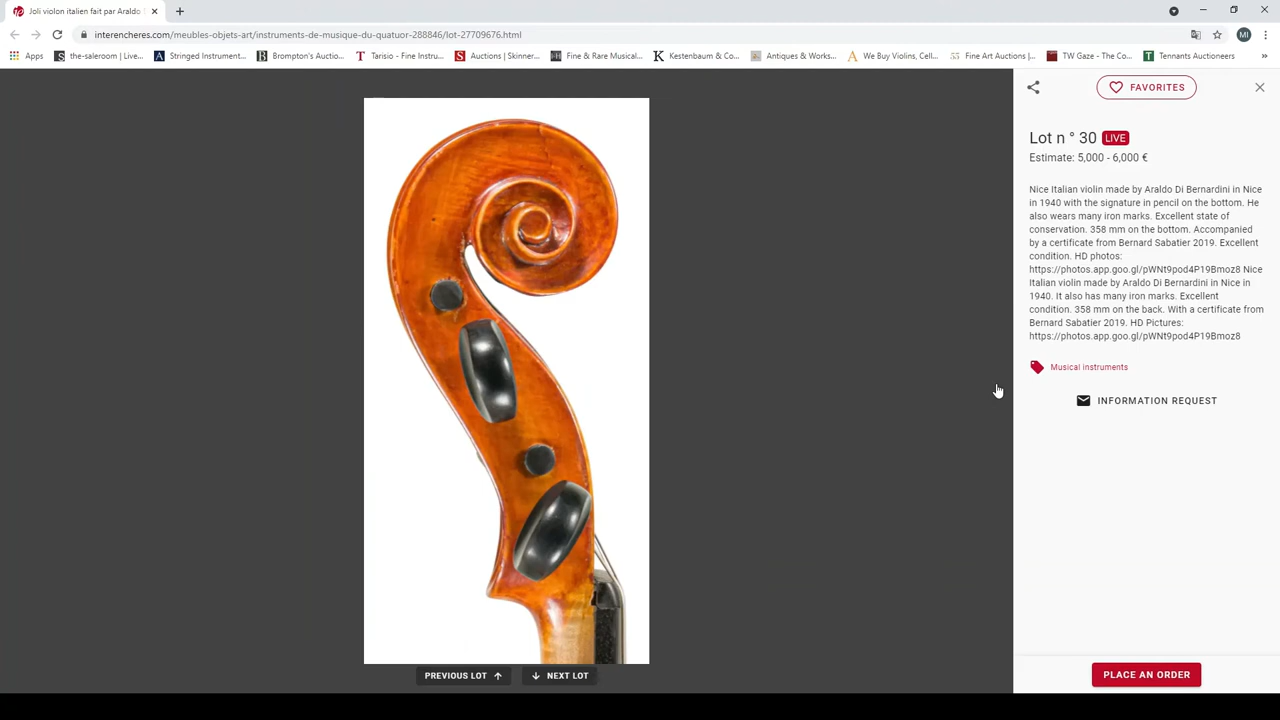 Joli violon italien fait par Araldo
interencheres.com/meubles-objets-art/instruments-de-musique-du-quatuor-288846/lot-27709676.html
MI
Apps
the-saleroom | Live...
Stringed Instrument...
Brompton's Auctio...
Tarisio - Fine Instru...
Auctions | Skinner...
Fine & Rare Musical...
Kestenbaum & Co...
Antiques & Works...
We Buy Violins, Cell...
Fine Art Auctions |...
TW Gaze - The Co...
Tennants Auctioneers
FAVORITES
Lot n ° 30 LIVE
Estimate: 5,000 - 6,000 €
Nice Italian violin made by Araldo Di Bernardini in Nice
in 1940 with the signature in pencil on the bottom. He
also wears many iron marks. Excellent state of
conservation. 358 mm on the bottom. Accompanied
by a certificate from Bernard Sabatier 2019. Excellent
condition. HD photos:
https://photos.app.goo.gl/pWNt9pod4P19Bmoz8 Nice
Italian violin made by Araldo Di Bernardini in Nice in
1940. It also has many iron marks. Excellent
condition. 358 mm on the back. With a certificate from
Bernard Sabatier 2019. HD Pictures:
https://photos.app.goo.gl/pWNt9pod4P19Bmoz8
Musical instruments
INFORMATION REQUEST
PREVIOUS LOT
NEXT LOT
PLACE AN ORDER